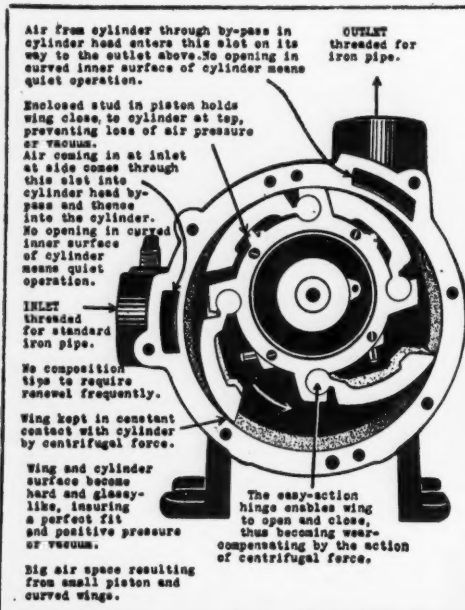 Air from cylinder through by-pass in
cylinder head enters this slot on its
way to the outlet above.No opening in
curved inner surface of cylinder means
quiet operation.
OUTLET
threaded for
iron pipe.
Enclosed stud in piston holds
wing close to cylinder at top,
preventing loss of air pressure
or vacuum.
Air coming in at inlet
at side comes through
this slot into
cylinder head by-
pass and thence
into the cylinder.
No opening in curved
inner surface
of cylinder
means quiet
operation.
INLET
threaded
for standard
iron pipe.
No composition
tips to require
renewal frequently.
Wing kept in constant
contact with cylinder
by centrifugal force.
Wing and cylinder
surface become
hard and glassy-
like, insuring
a perfect fit
and positive pressure
or vacuum.
Big air space resulting
from small piston and
curved wings.
The easy-action
hinge enables wing
to open and close,
thus becoming wear-
compensating by the action
of centrifugal force.